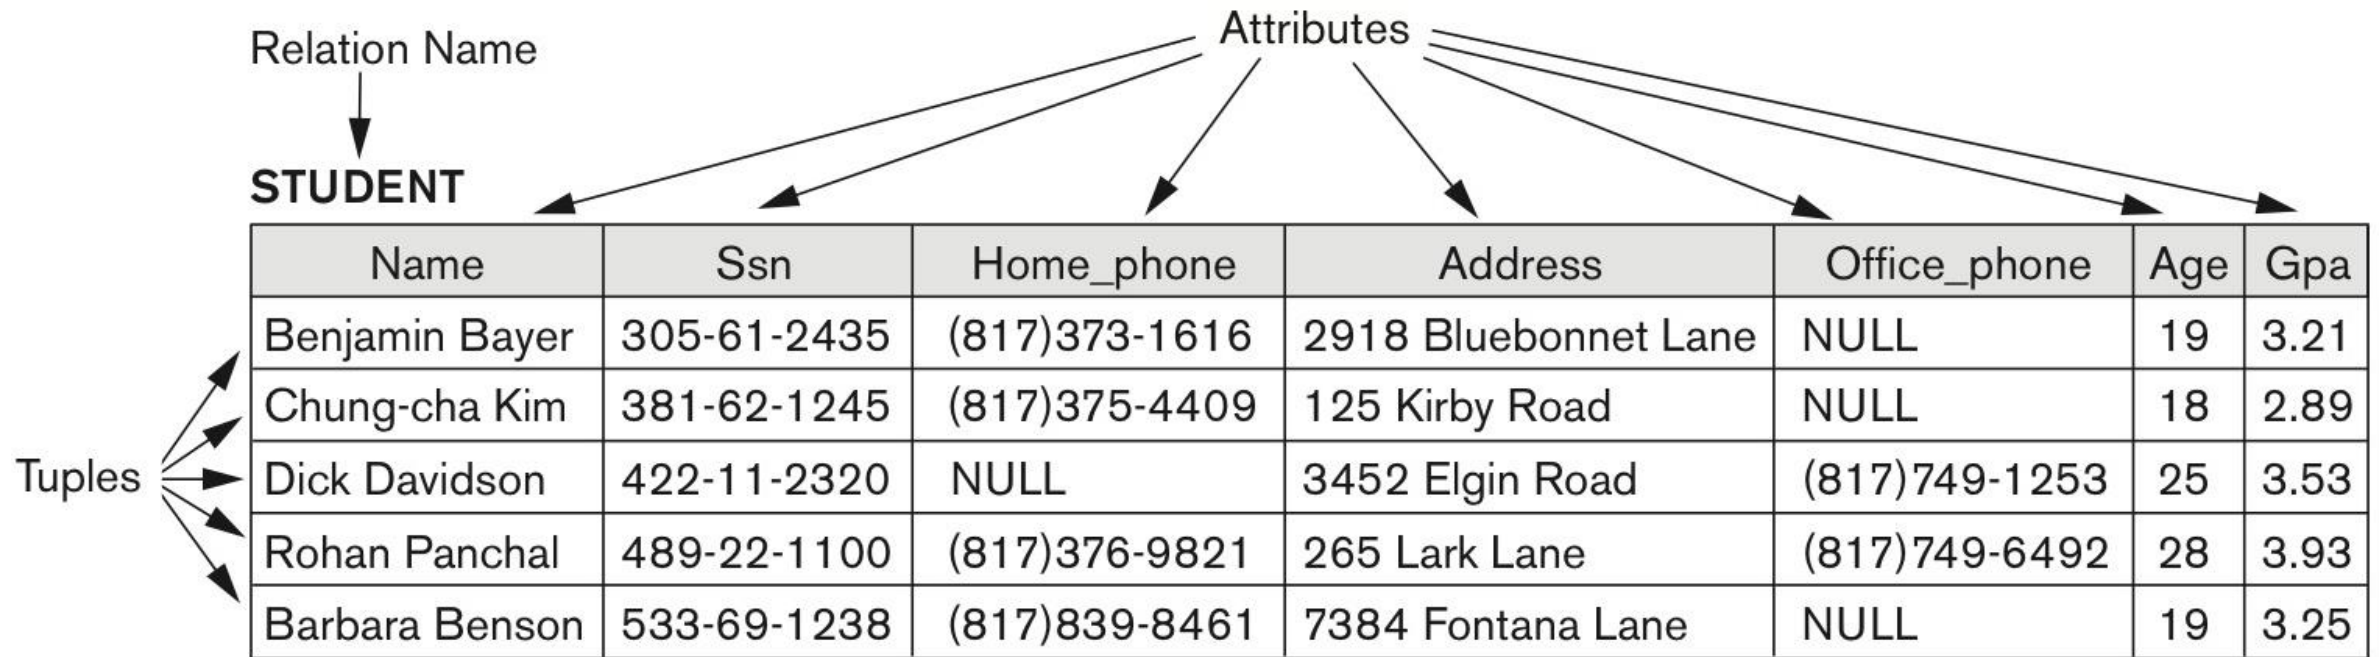 Attributes
Relation Name
STUDENT
Name Ssn Home_phone Address Office_phone Age Gpa
Benjamin Bayer 305-61-2435 (817)373-1616 2918 Bluebonnet Lane NULL 19 3.21
Chung-cha Kim 381-62-1245 (817)375-4409 125 Kirby Road NULL 18 2.89
Tuples Dick Davidson 422-11-2320 NULL 3452 Elgin Road (817)749-1253 25 3.53
Rohan Panchal 489-22-1100 (817)376-9821 265 Lark Lane (817)749-6492 28 3.93
Barbara Benson 533-69-1238 (817)839-8461 7384 Fontana Lane NULL 19 3.25